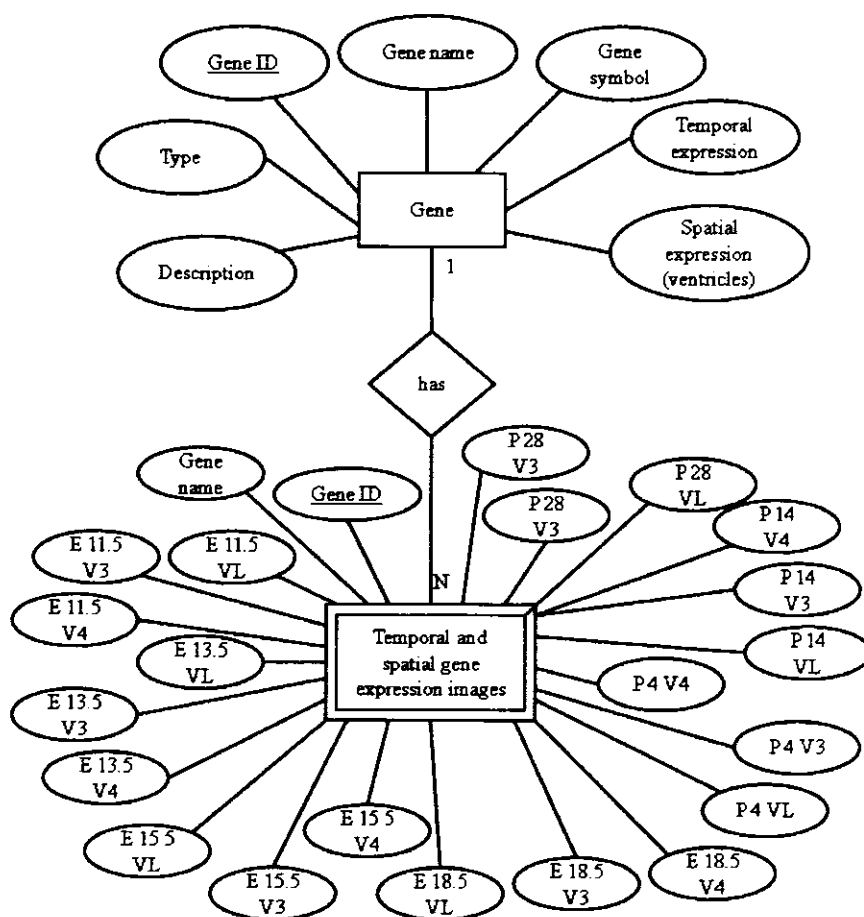 Gene ID
Gene name
Gene
symbol
Type
Temporal
expression
Gene
Description
Spatial
expression
(ventricles)
1
has
Gene
name
Gene ID
P 28
V3
P 28
V3
P 28
VL
P 14
V4
E 11.5
V3
E 11.5
VL
N
P 14
V3
E 11.5
V4
E 13.5
VL
Temporal and
spatial gene
expression images
P 14
VL
P4 V4
E 13.5
V3
P4 V3
E 13.5
V4
P4 VL
E 15 5
VL
E 15 5
V4
E 15.5
V3
E 18.5
VL
E 18.5
V3
E 18.5
V4